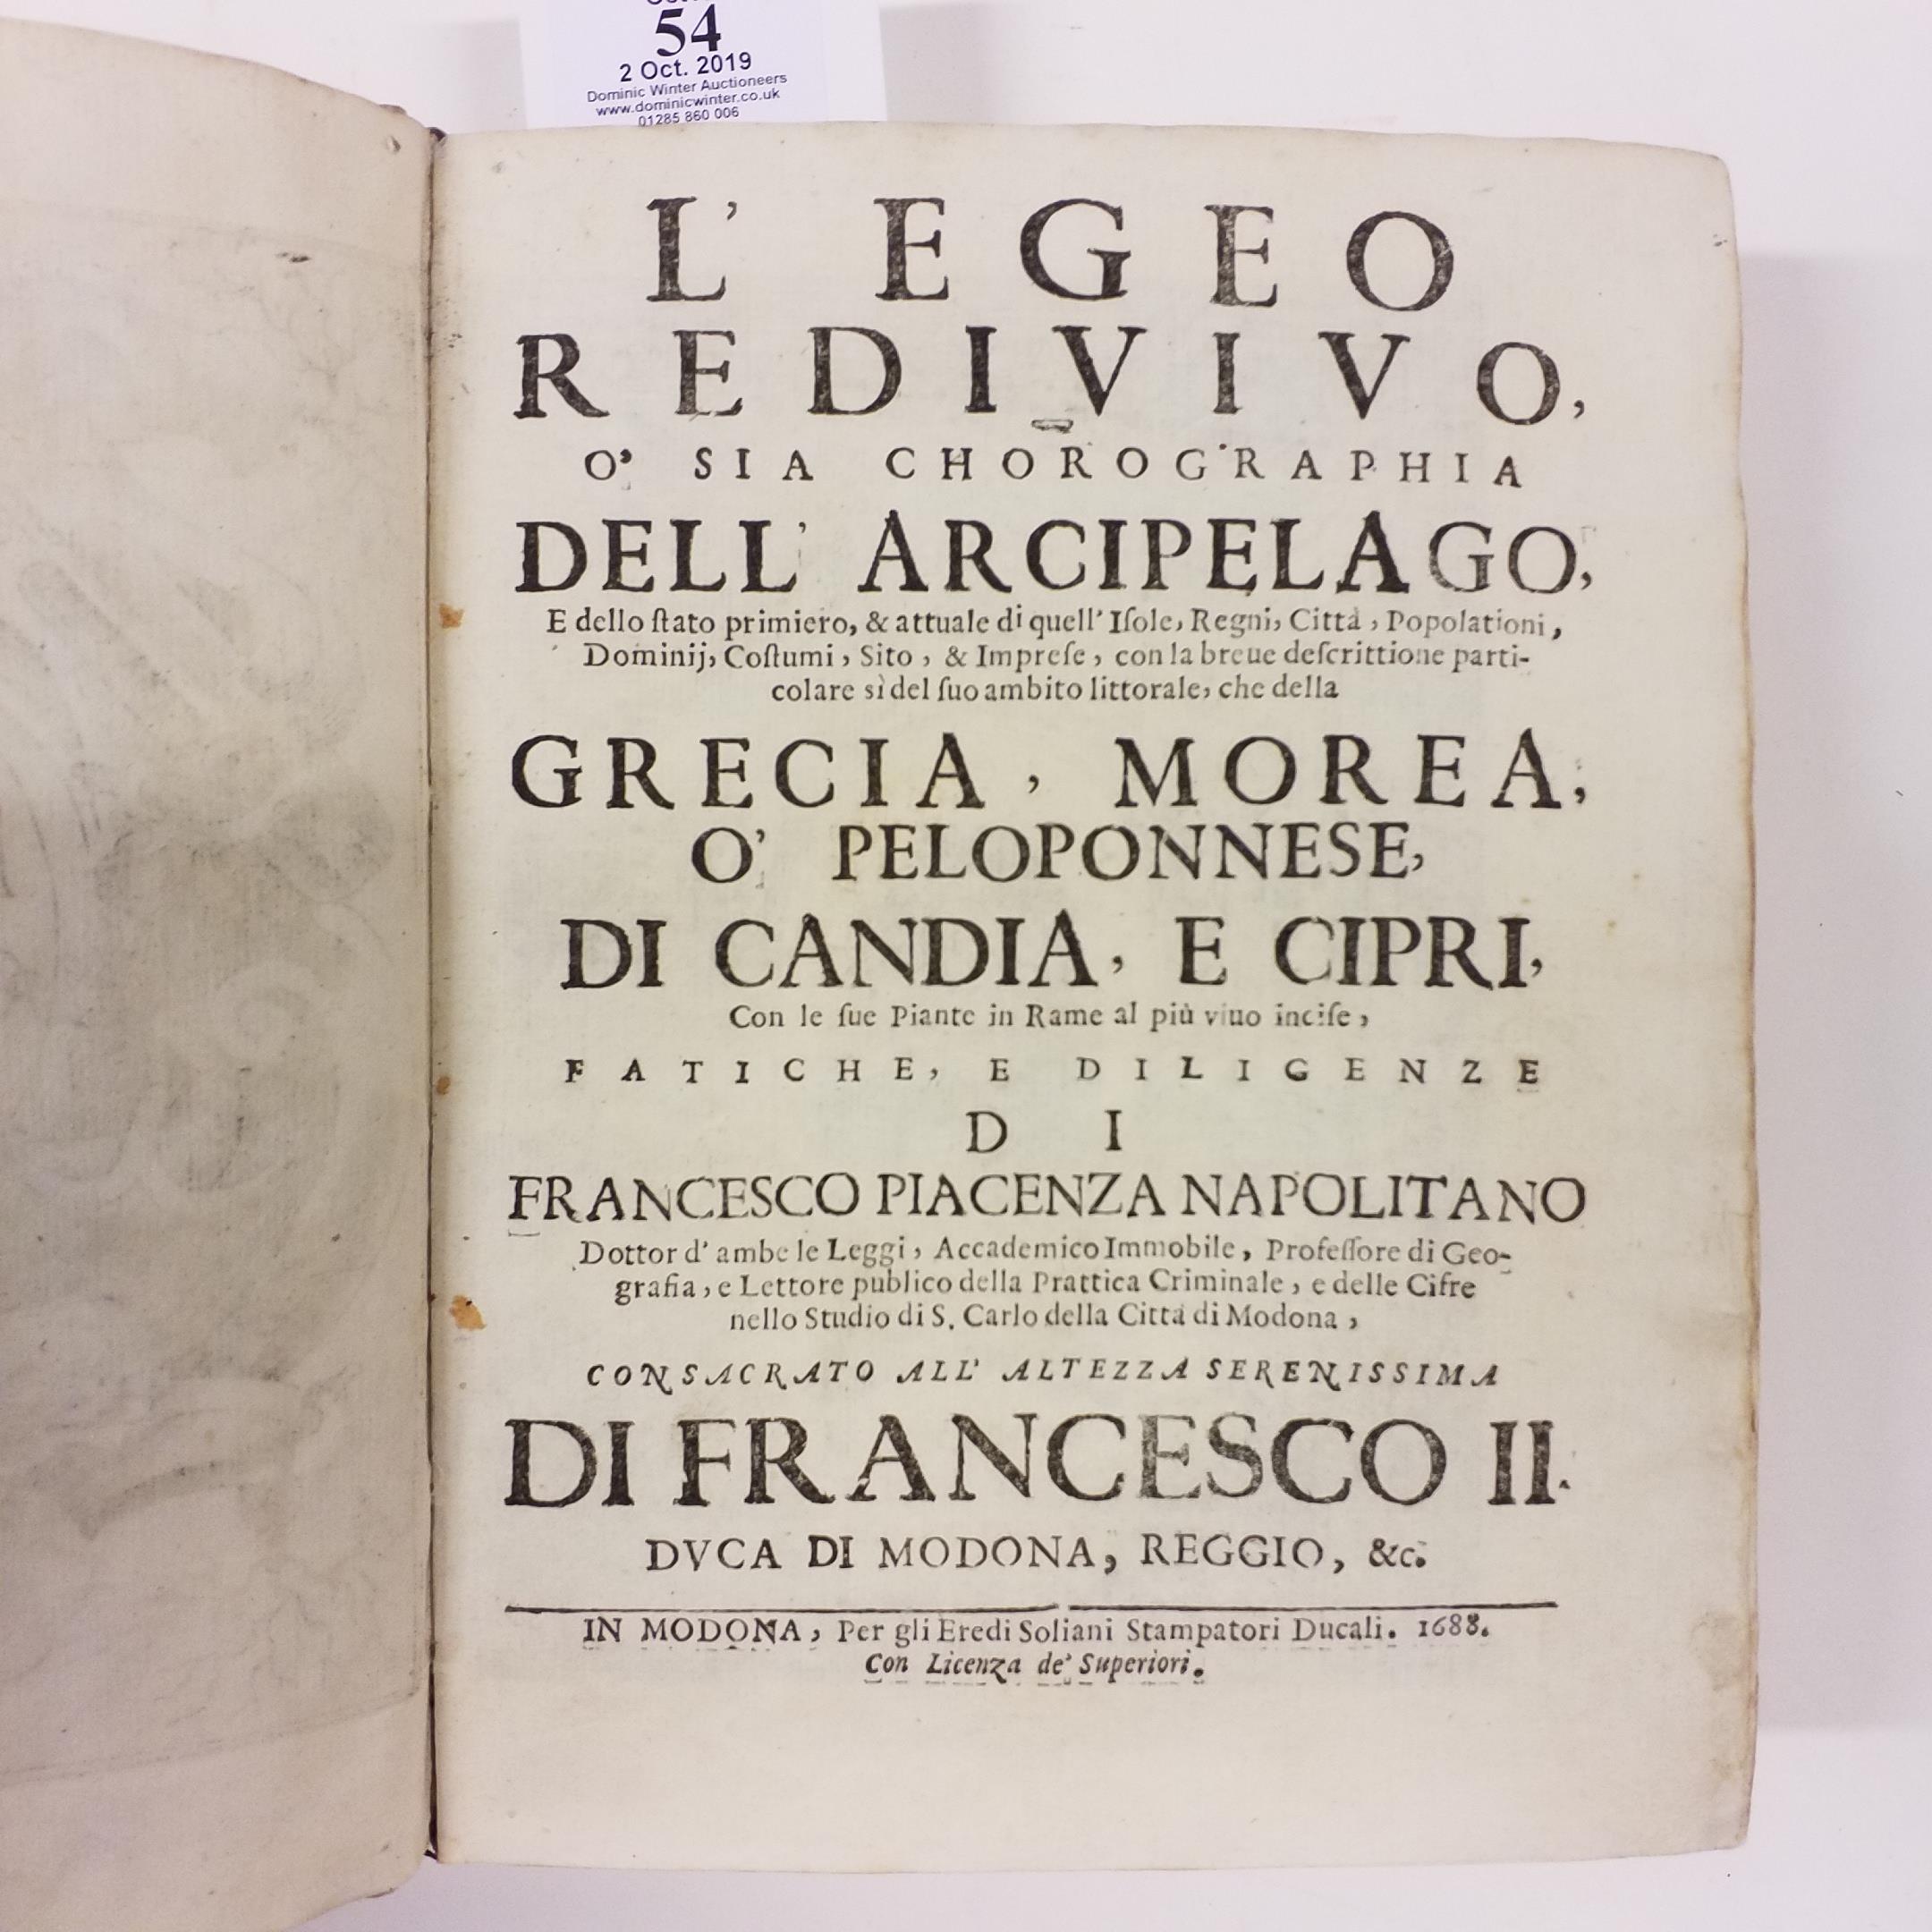 54
2 Oct. 2019
Dominic Winter Auctioneers
www.dominicwinter.co.uk
01285 860 006
L' EGEO
REDIVIVO,
O' SIA CHOROGRAPHIA
DELL' ARCIPELAGO,
E dello ſtato primiero, & attuale di quell' Iſole, Regni, Città, Popolationi,
Dominij, Coſtumi, Sito, & Impreſe, con la breue deſcrittione parti-
colare sì del ſuo ambito littorale, che della
GRECIA, MOREA,
O' PELOPONNESE,
DI CANDIA, E CIPRI,
Con le ſue Piante in Rame al più viuo inciſe,
FATICHE, E DILIGENZE
DI
FRANCESCO PIACENZA NAPOLITANO
Dottor d' ambe le Leggi, Accademico Immobile, Profeſſore di Geo-
grafia, e Lettore publico della Prattica Criminale, e delle Cifre
nello Studio di S. Carlo della Città di Modona,
CONSACRATO ALL' ALTEZZA SERENISSIMA
DI FRANCESCO II.
DVCA DI MODONA, REGGIO, &c.
IN MODONA, Per gli Eredi Soliani Stampatori Ducali. 1688.
Con Licenza de' Superiori.